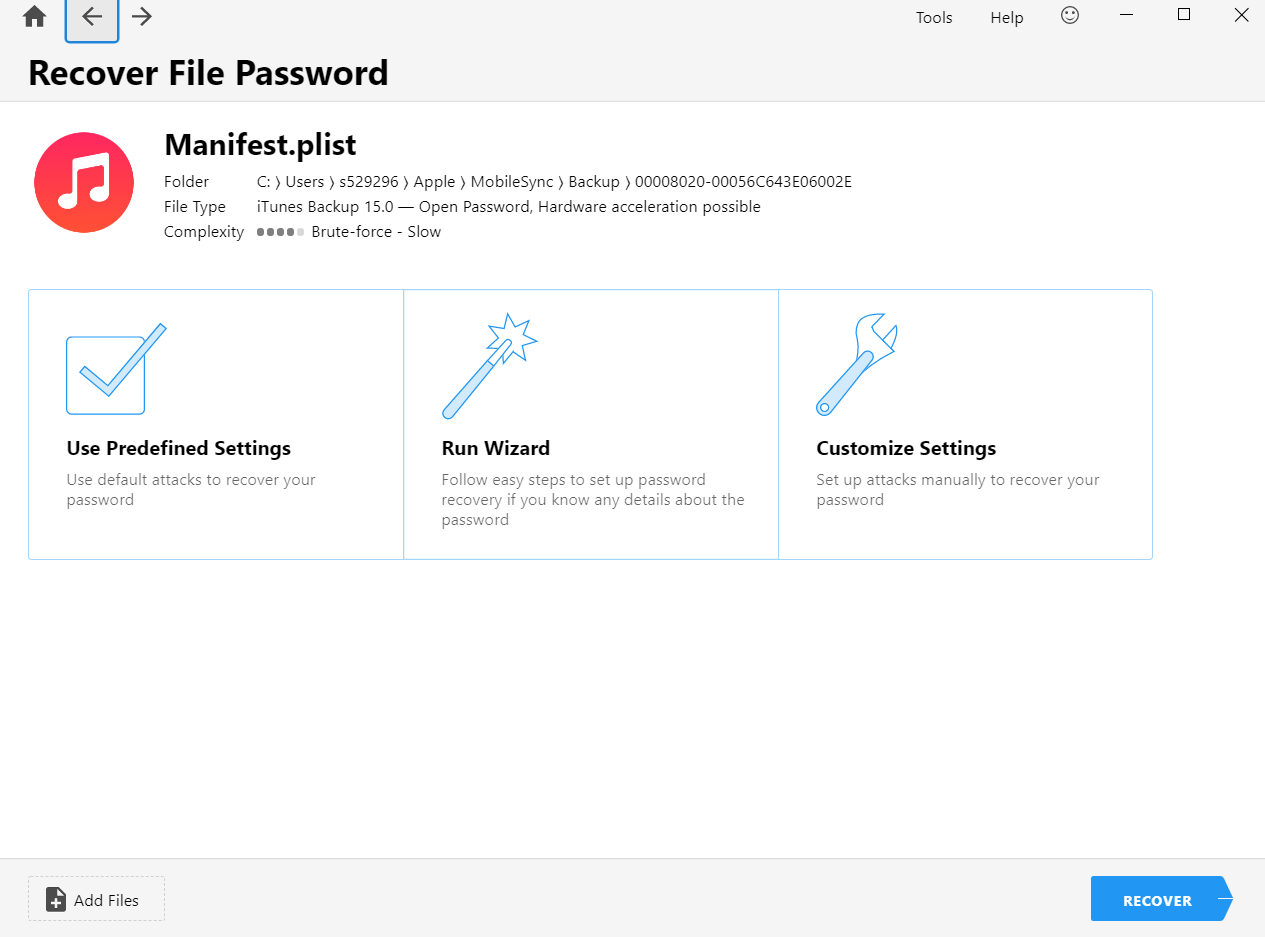 Tools Help
Recover File Password
Manifest.plist
Folder C: 〉 Users 〉 s529296 〉 Apple 〉 MobileSync 〉 Backup 〉 00008020-00056C643E06002E
File Type iTunes Backup 15.0 — Open Password, Hardware acceleration possible
Complexity Brute-force - Slow
Use Predefined Settings
Use default attacks to recover your
password
Run Wizard
Follow easy steps to set up password
recovery if you know any details about the
password
Customize Settings
Set up attacks manually to recover your
password
Add Files
RECOVER